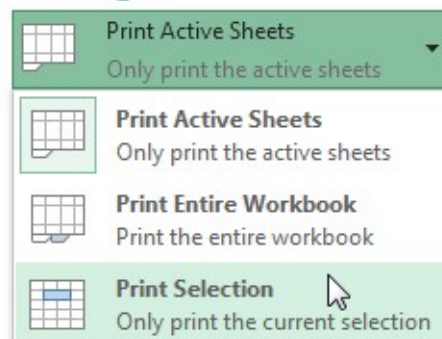 Print Active Sheets
Only print the active sheets
Print Active Sheets
Only print the active sheets
Print Entire Workbook
Print the entire workbook
Print Selection
Only print the current selection